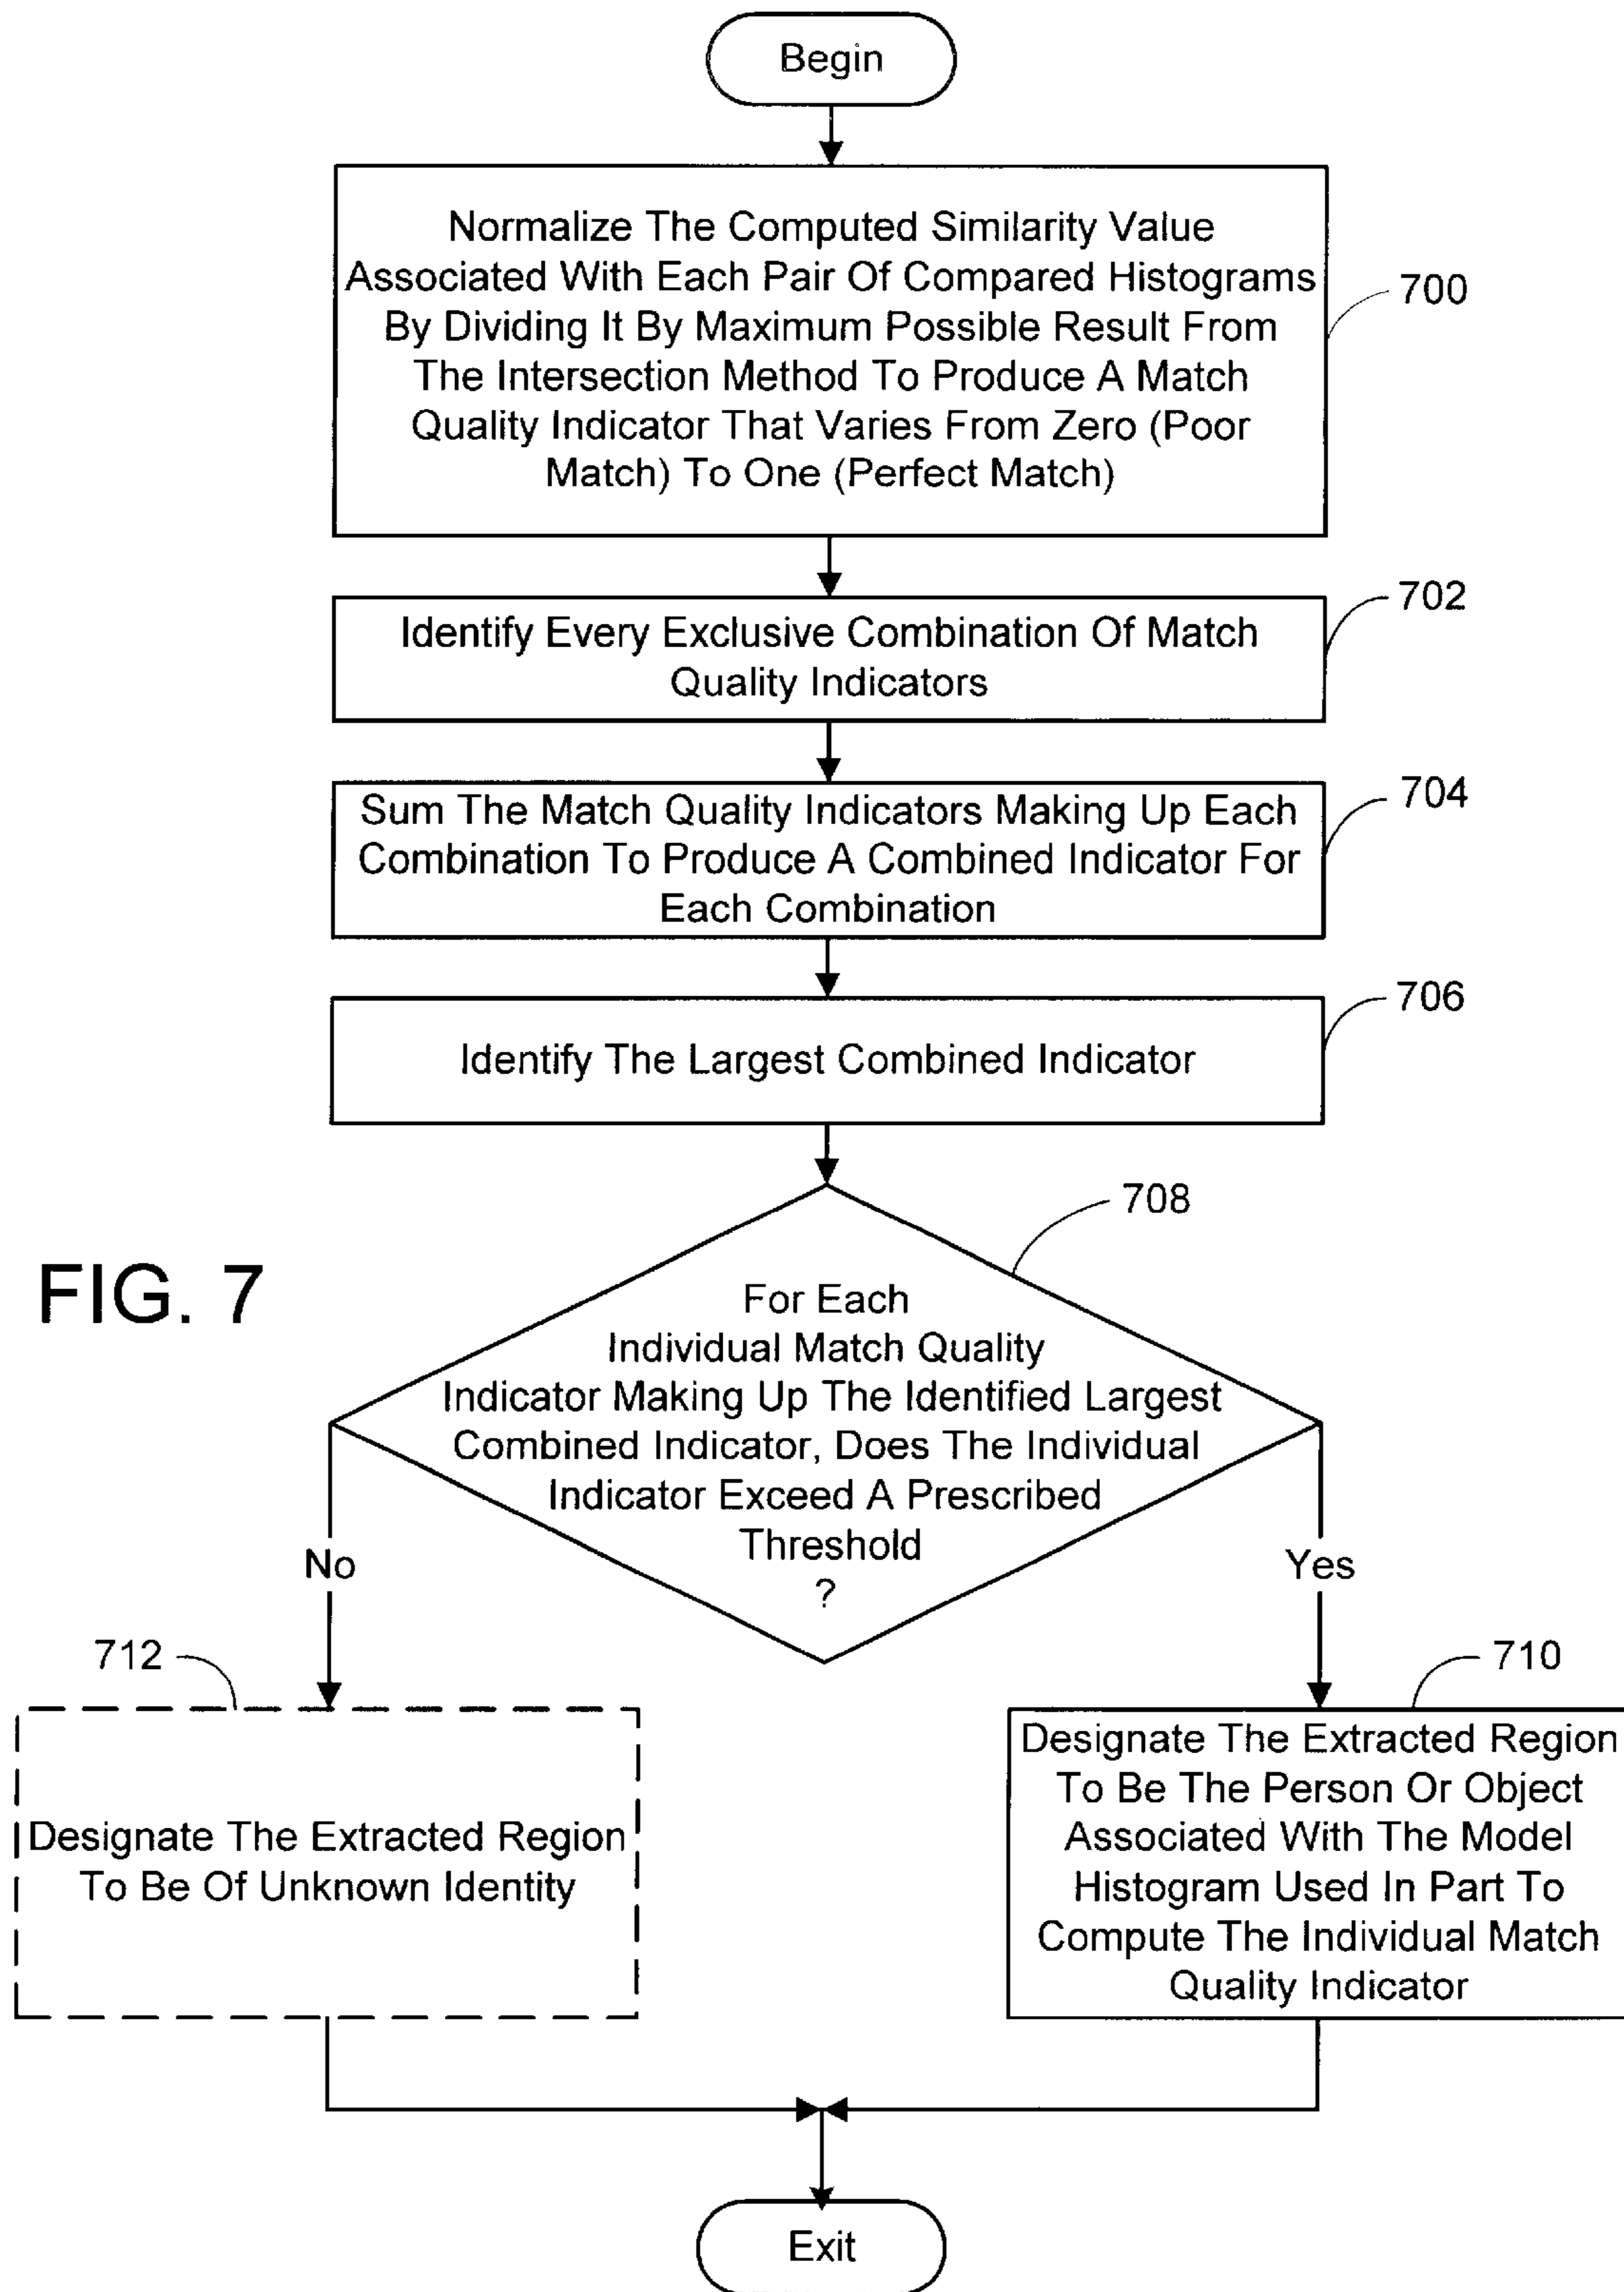 Begin
Normalize The Computed Similarity Value
Associated With Each Pair Of Compared Histograms
By Dividing It By Maximum Possible Result From
The Intersection Method To Produce A Match
Quality Indicator That Varies From Zero (Poor
Match) To One (Perfect Match)
700
Identify Every Exclusive Combination Of Match
Quality Indicators
702
Sum The Match Quality Indicators Making Up Each
Combination To Produce A Combined Indicator For
Each Combination
704
Identify The Largest Combined Indicator
706
708
FIG. 7
For Each
Individual Match Quality
Indicator Making Up The Identified Largest
Combined Indicator, Does The Individual
Indicator Exceed A Prescribed
Threshold
?
No
Yes
712
Designate The Extracted Region
To Be Of Unknown Identity
710
Designate The Extracted Region
To Be The Person Or Object
Associated With The Model
Histogram Used In Part To
Compute The Individual Match
Quality Indicator
Exit